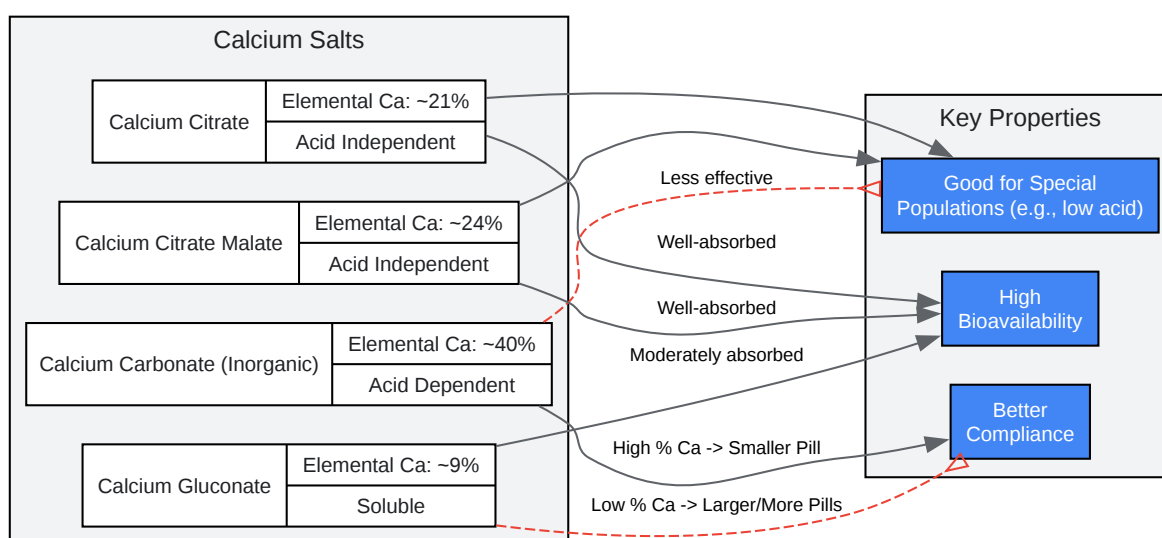 Calcium Salts
Calcium Citrate
Elemental Ca: ~21%
Acid Independent
Calcium Citrate Malate
Elemental Ca: ~24%
Acid Independent
Calcium Carbonate (Inorganic)
Elemental Ca: ~40%
Acid Dependent
Calcium Gluconate
Elemental Ca: ~9%
Soluble
Less effective
Well-absorbed
Well-absorbed
Moderately absorbed
High % Ca -> Smaller Pill
Low % Ca -> Larger/More Pills
Key Properties
Good for Special
Populations (e.g., low acid)
High
Bioavailability
Better
Compliance